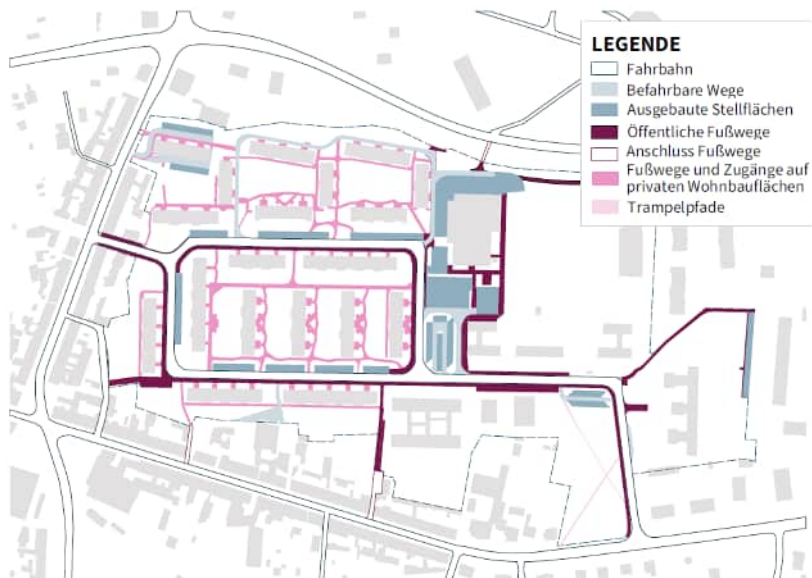 LEGENDE
Fahrbahn
Befahrbare Wege
Ausgebaute Stellflächen
Öffentliche Fußwege
Anschluss Fußwege
Fußwege und Zugänge auf
privaten Wohnbauflächen
Trampelpfade